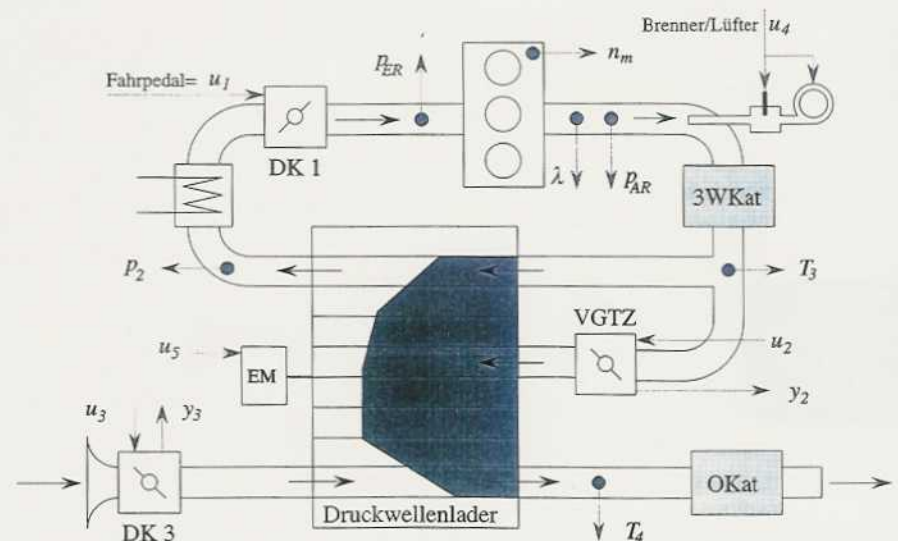 Brenner/Lüfter u4
pER
nm
Fahrpedal= u1
DK 1
λ
pAR
3WKat
p2
T3
VGTZ
u2
u5
EM
y2
u3
y3
OKat
Druckwellenlader
DK 3
T4